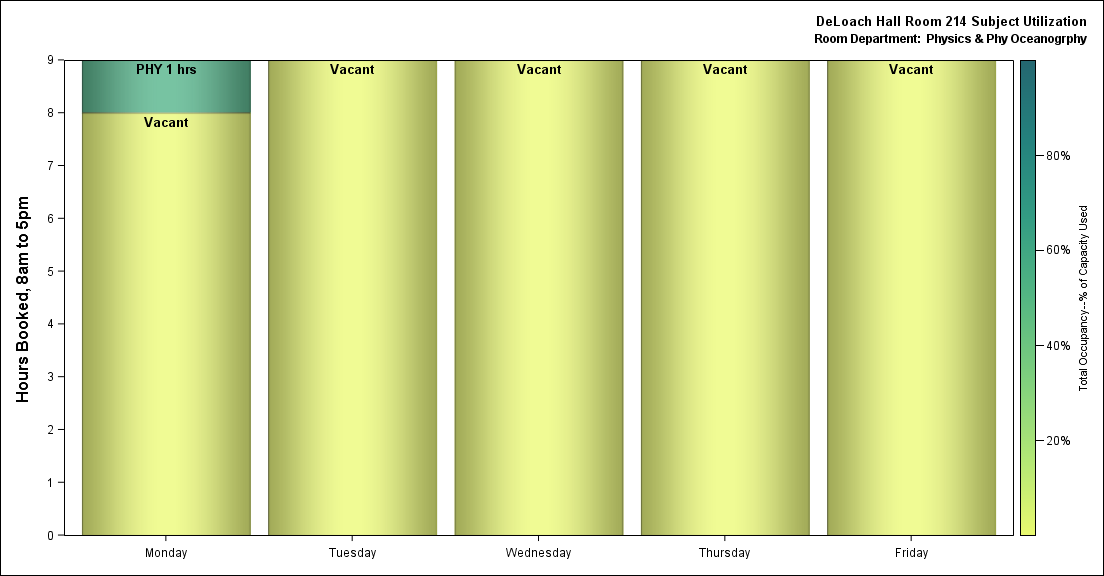 DeLoach Hall Room 214 Subject Utilization
Room Department: Physics & Phy Oceanogrphy
Hours Booked, 8am to 5pm
9
8
7
6
5
4
3
2
1
0
PHY 1 hrs
Vacant
Vacant
Vacant
Vacant
Vacant
Monday
Tuesday
Wednesday
Thursday
Friday
80%
60%
40%
20%
Total Occupancy--% of Capacity Used